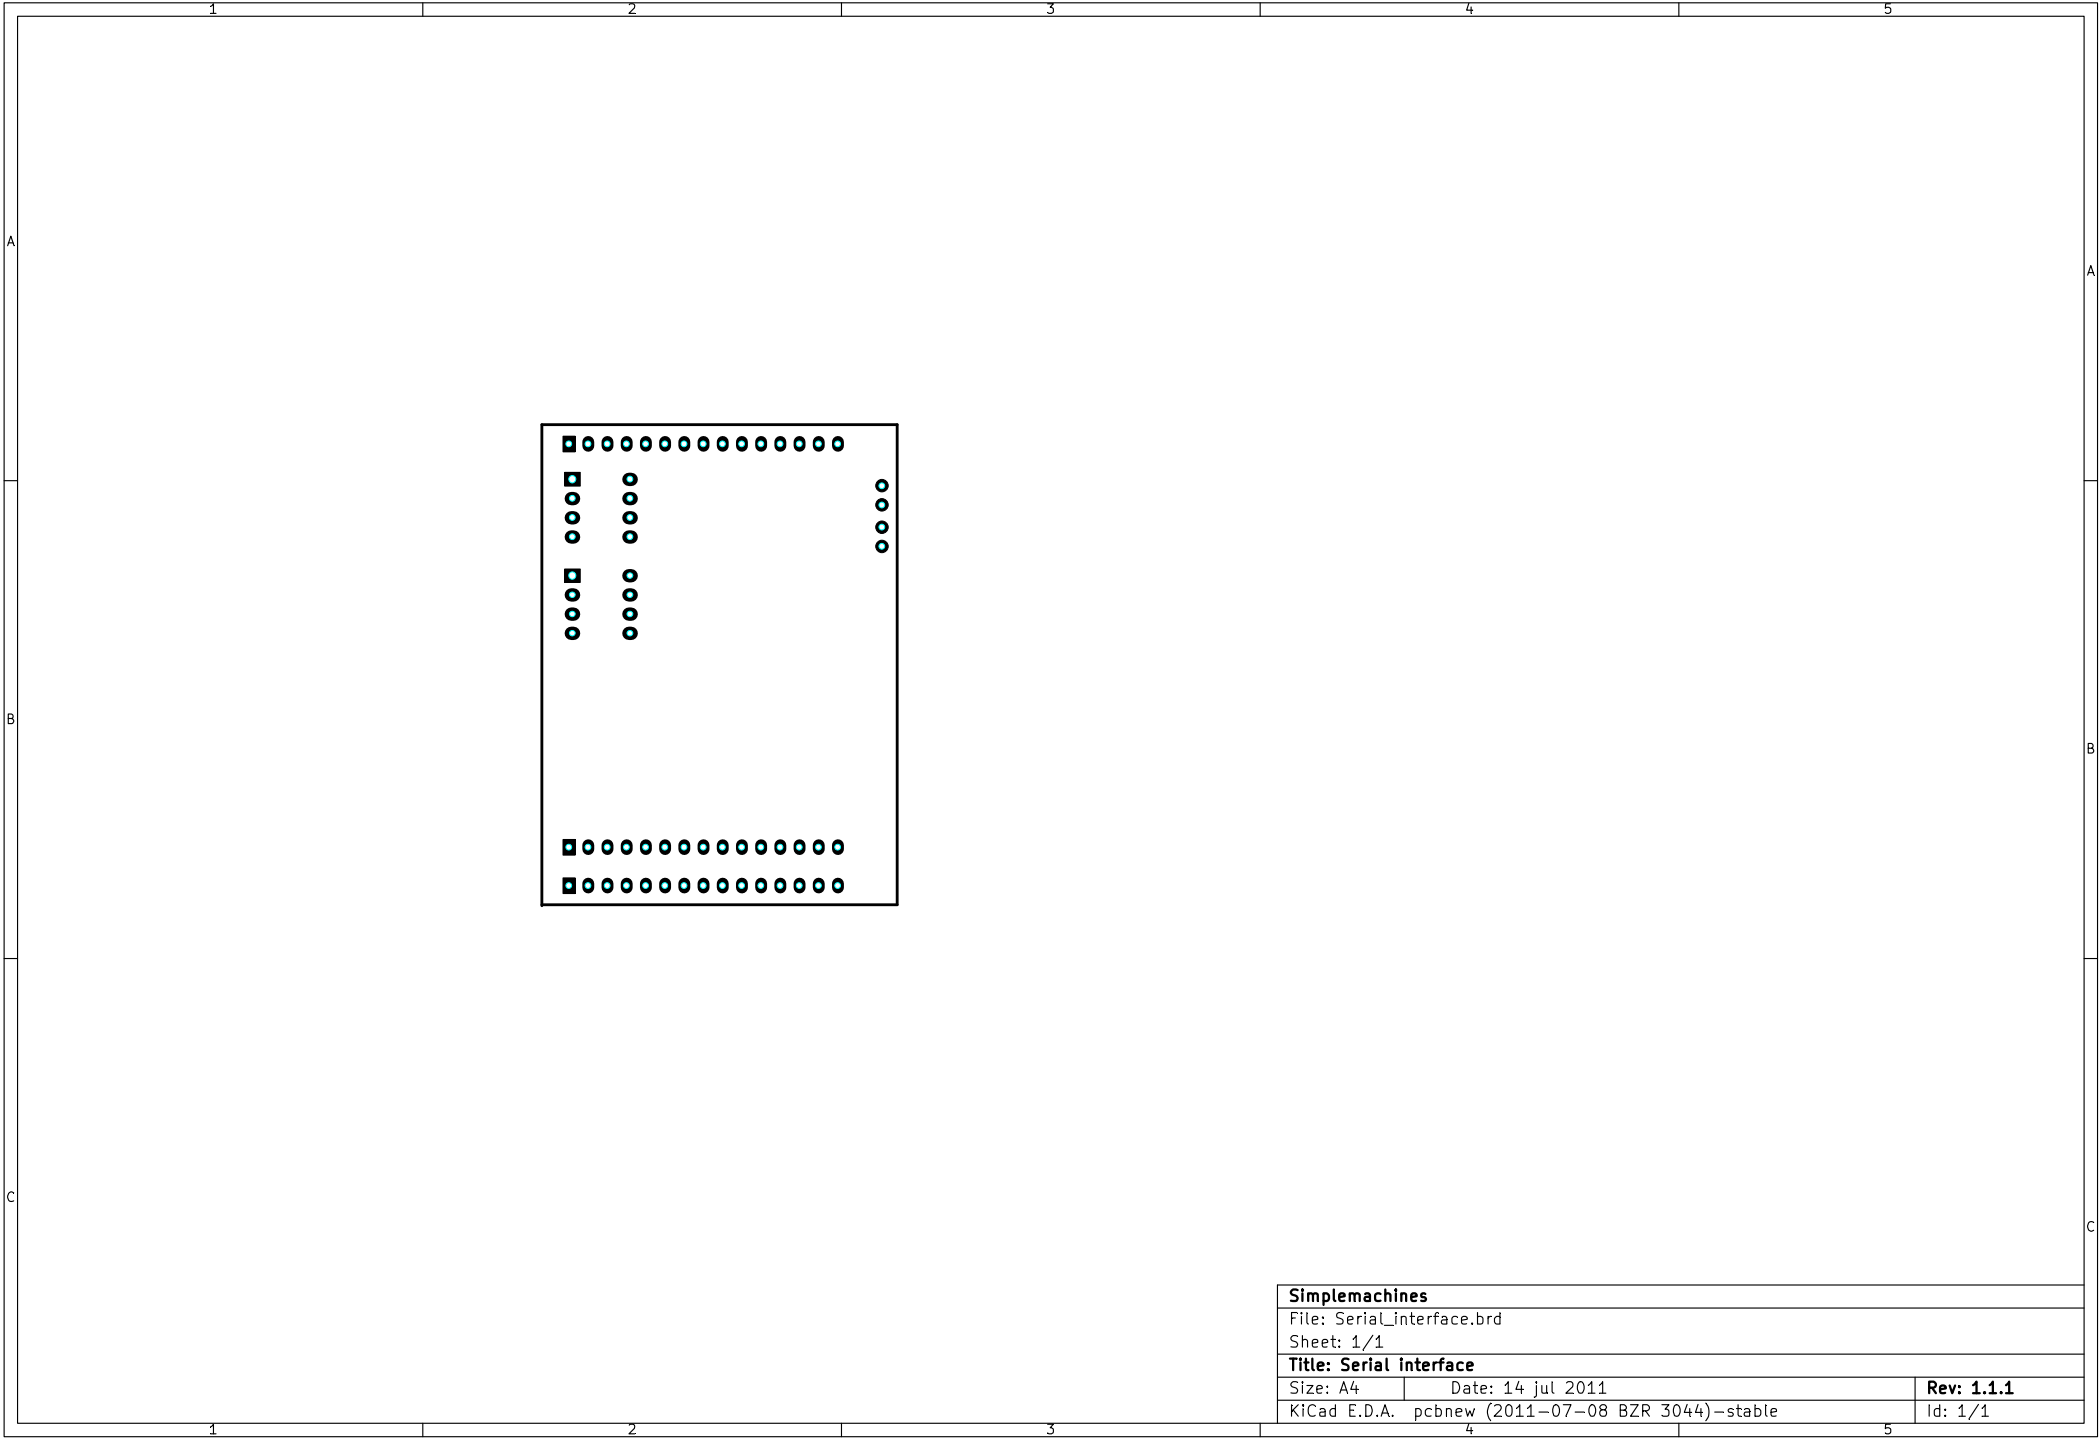 1 2 3 4 5
A
A
B
B
C
C
Simplemachines
File: Serial_interface.brd
Sheet: 1/1
Title: Serial interface
Size: A4 Date: 14 jul 2011 Rev: 1.1.1
KiCad E.D.A. pcbnew (2011-07-08 BZR 3044)-stable Id: 1/1
1 2 3 4 5